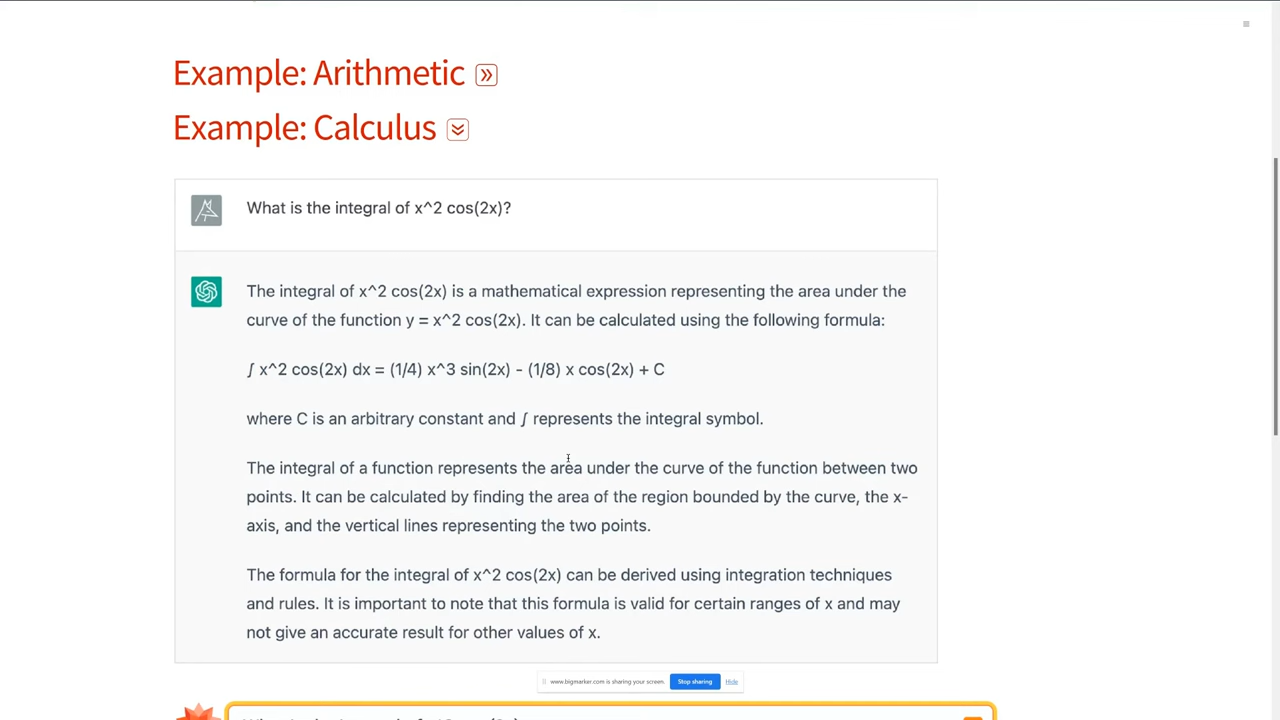 Example: Arithmetic
Example: Calculus
What is the integral of x^2 cos(2x)?
The integral of x^2 cos(2x) is a mathematical expression representing the area under the
curve of the function y = x^2 cos(2x). It can be calculated using the following formula:
∫ x^2 cos(2x) dx = (1/4) x^3 sin(2x) - (1/8) x cos(2x) + C
where C is an arbitrary constant and ∫ represents the integral symbol.
The integral of a function represents the area under the curve of the function between two
points. It can be calculated by finding the area of the region bounded by the curve, the x-
axis, and the vertical lines representing the two points.
The formula for the integral of x^2 cos(2x) can be derived using integration techniques
and rules. It is important to note that this formula is valid for certain ranges of x and may
not give an accurate result for other values of x.
www.bigmarker.com is sharing your screen. Stop sharing Hide